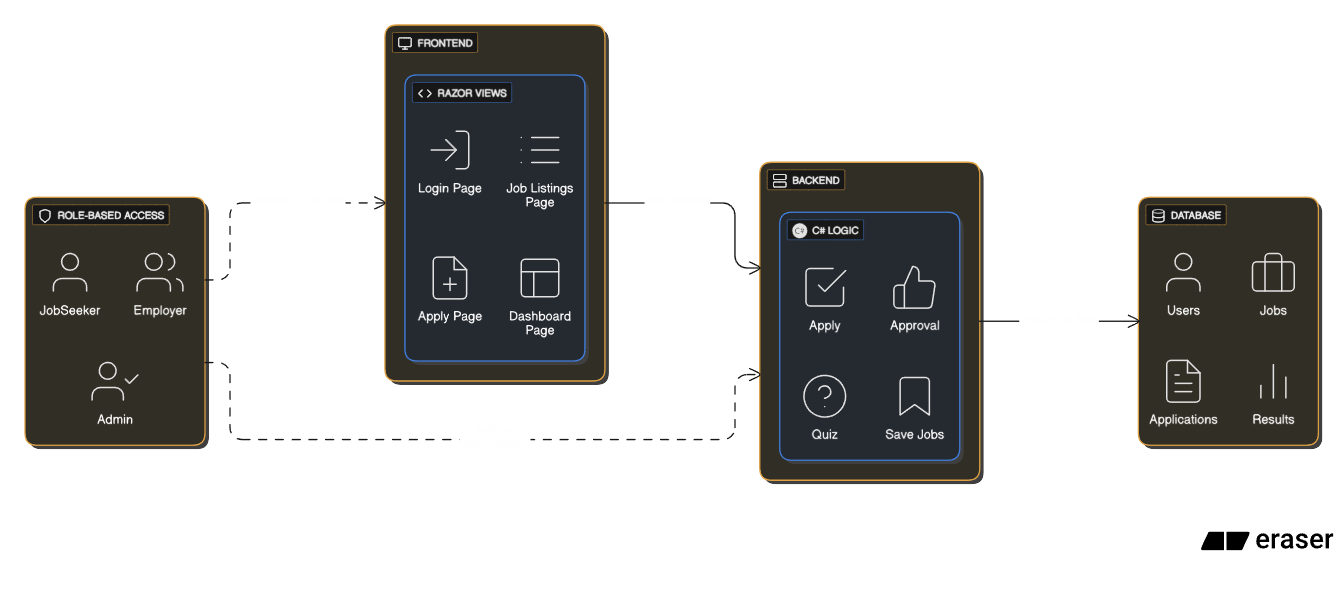 FRONTEND
RAZOR VIEWS
Login Page
Job Listings
Page
Apply Page
Dashboard
Page
ROLE-BASED ACCESS
JobSeeker
Employer
Admin
BACKEND
C#
C# LOGIC
Apply
Approval
Quiz
Save Jobs
DATABASE
Users
Jobs
Applications
Results
eraser